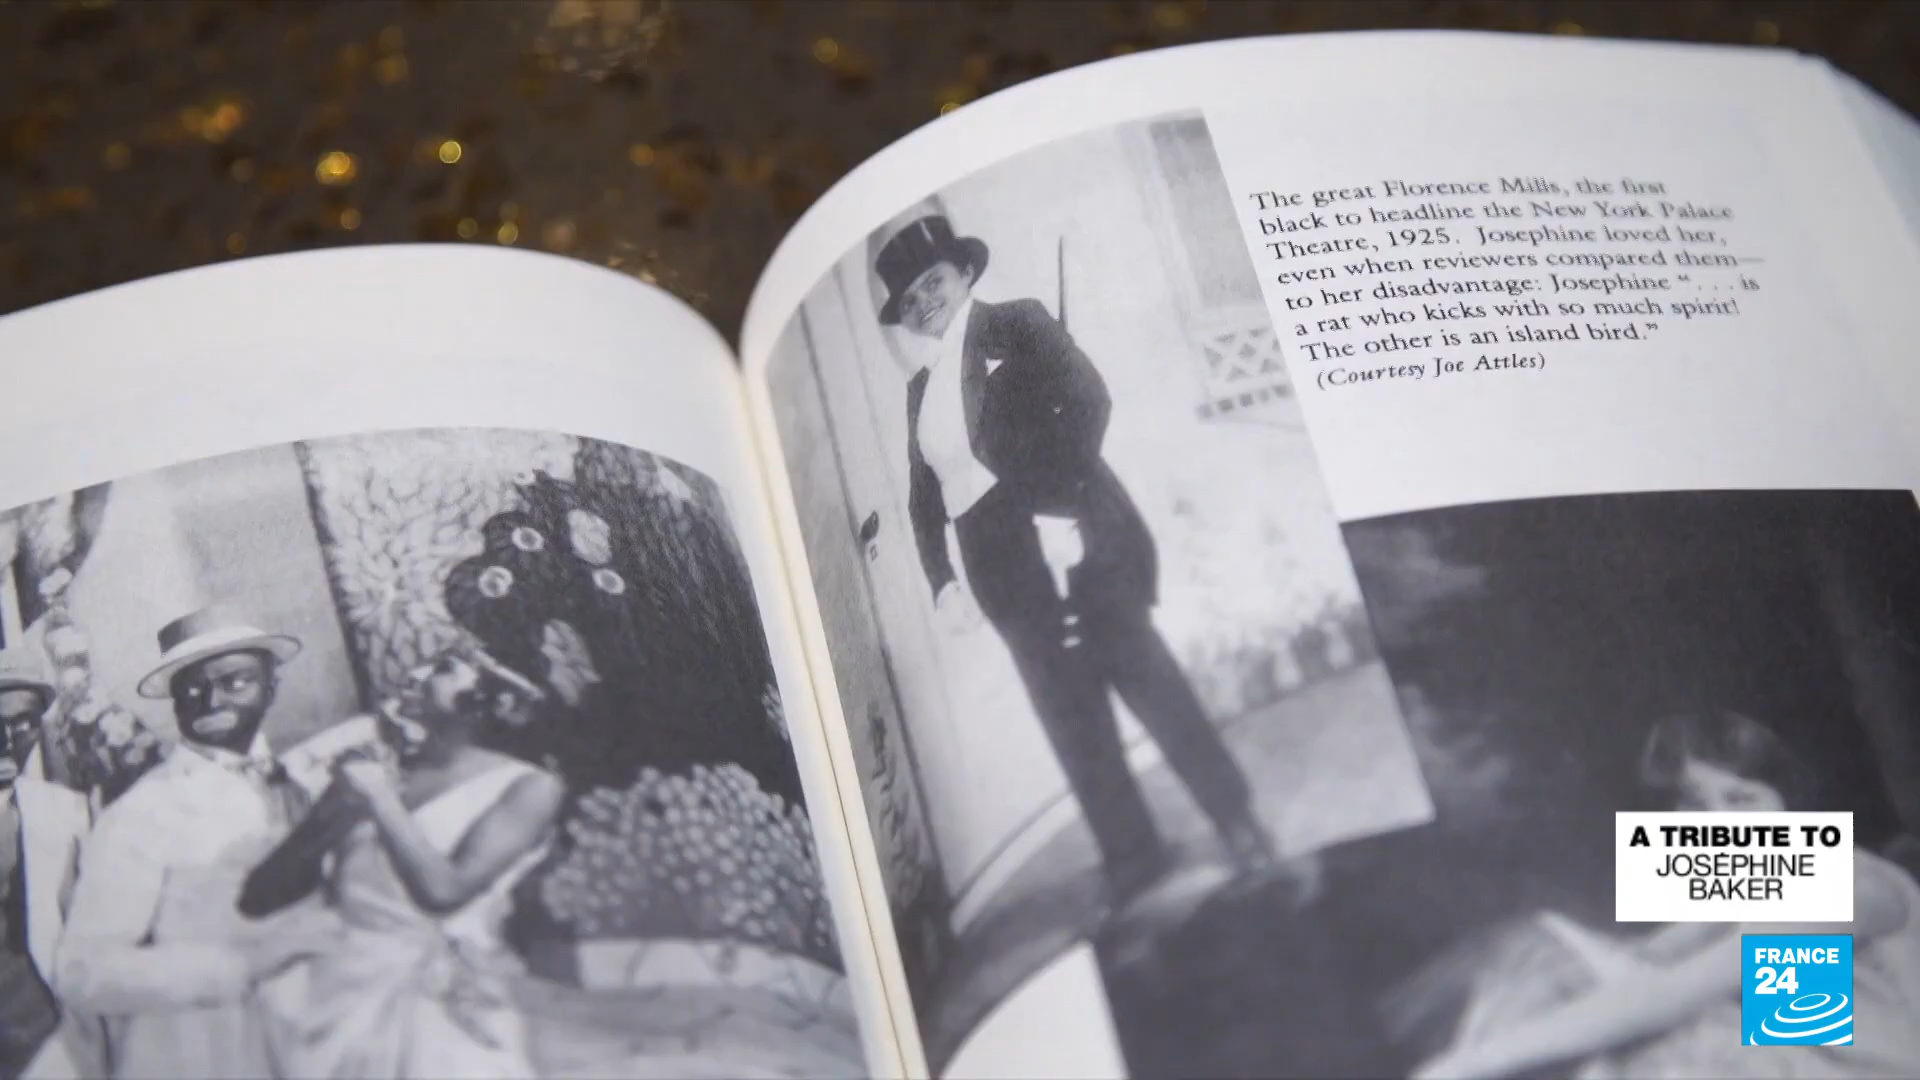 The great Florence Mills, the first
black to headline the New York Palace
Theatre, 1925. Josephine loved her,
even when reviewers compared them—
to her disadvantage: Josephine “. . . is
a rat who kicks with so much spirit!
The other is an island bird.”
(Courtesy Joe Attles)
A TRIBUTE TO
JOSÉPHINE
BAKER
FRANCE
24